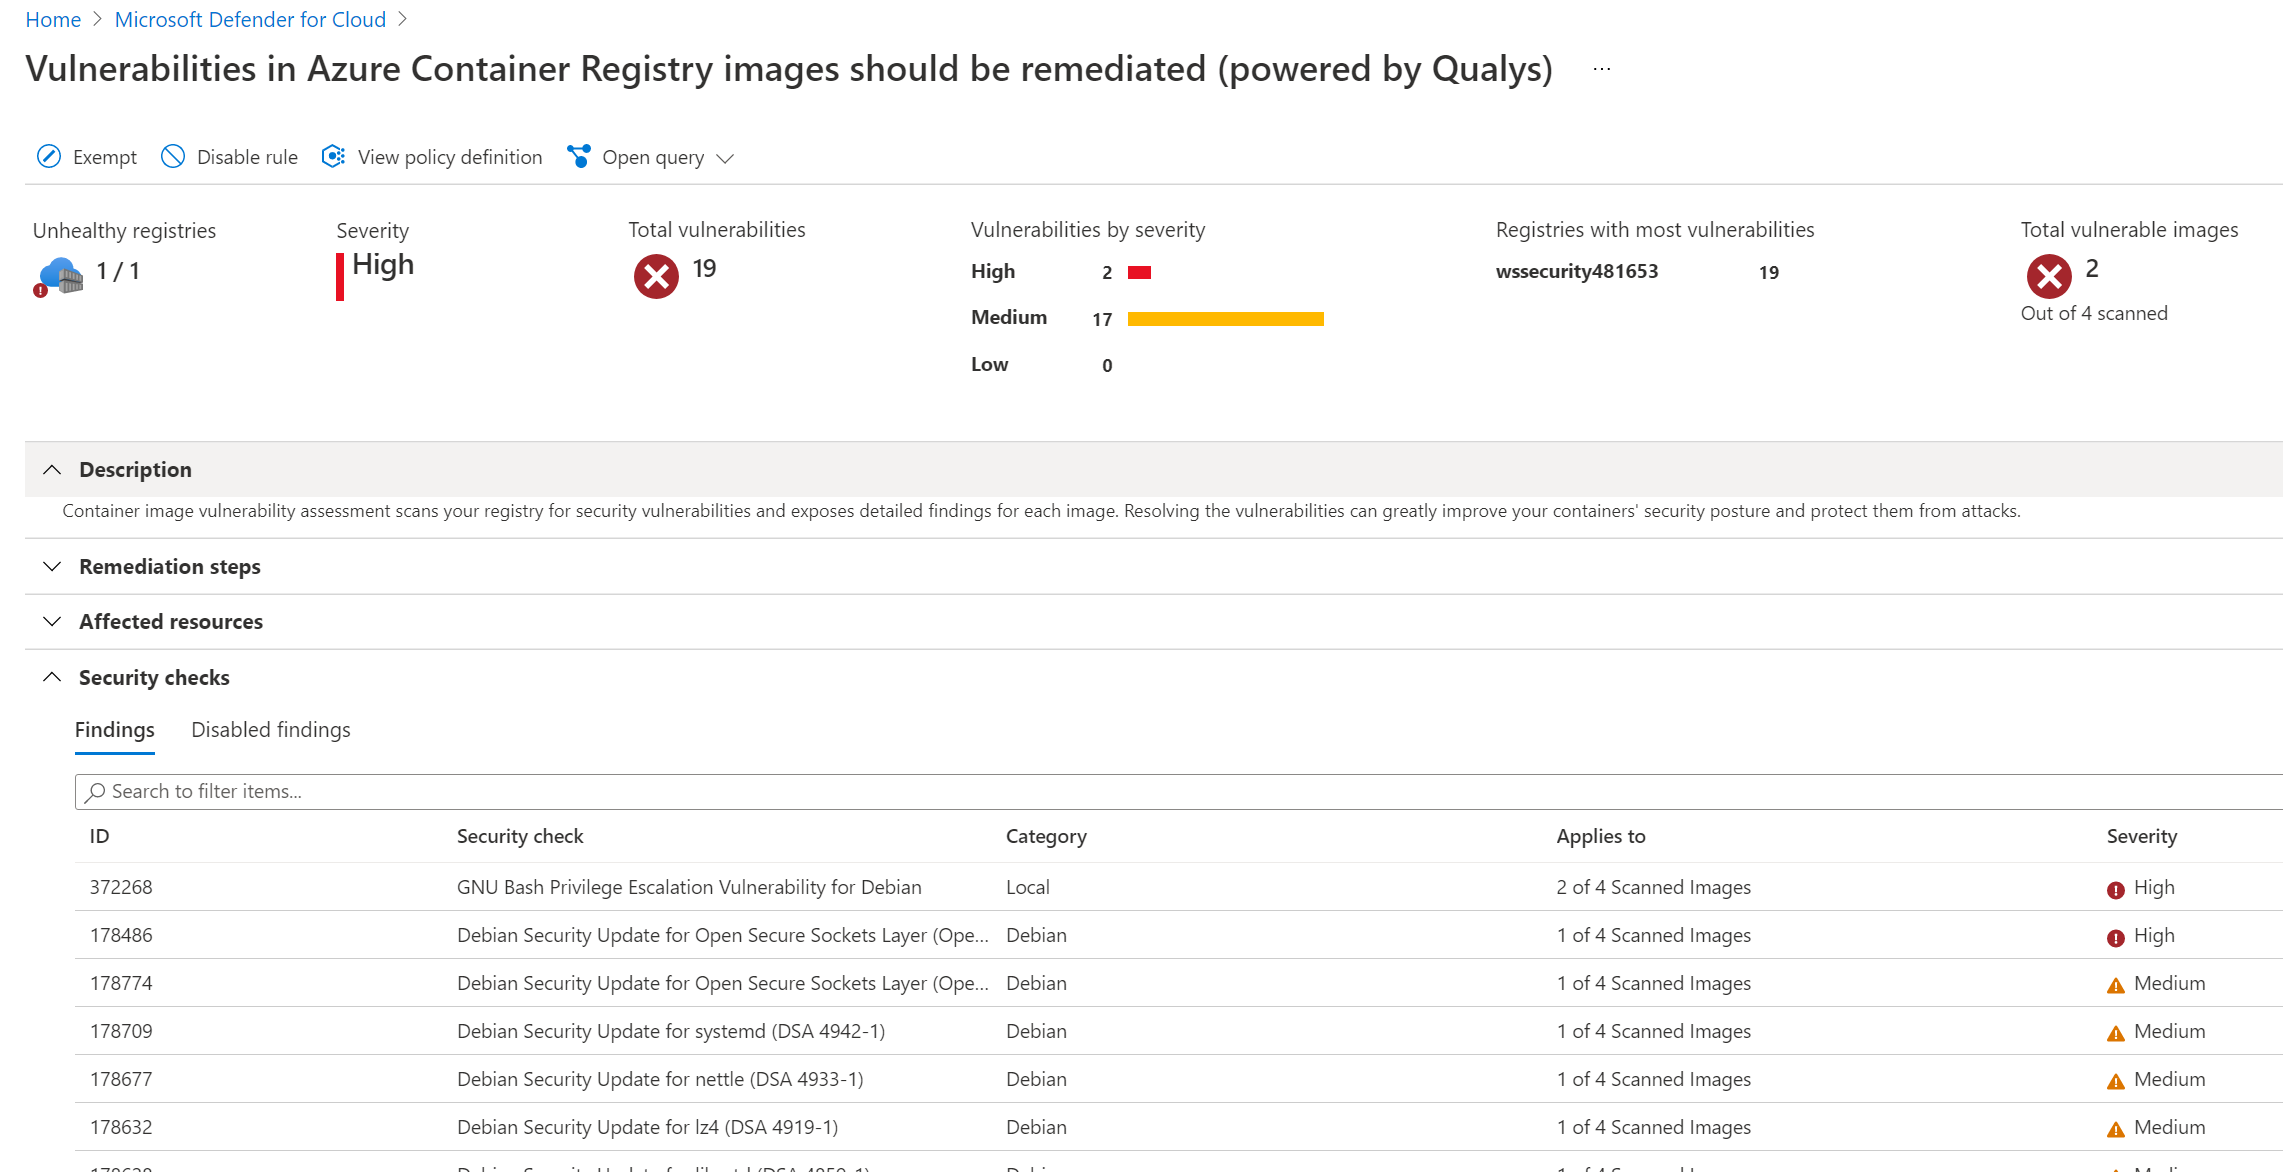 Home > Microsoft Defender for Cloud >
Vulnerabilities in Azure Container Registry images should be remediated (powered by Qualys) ...
Exempt Disable rule View policy definition Open query
Unhealthy registries Severity Total vulnerabilities Vulnerabilities by severity Registries with most vulnerabilities Total vulnerable images
1 / 1 High 19 High 2 wssecurity481653 19 2
Medium 17 Out of 4 scanned
Low 0
Description
Container image vulnerability assessment scans your registry for security vulnerabilities and exposes detailed findings for each image. Resolving the vulnerabilities can greatly improve your containers' security posture and protect them from attacks.
Remediation steps
Affected resources
Security checks
Findings Disabled findings
Search to filter items...
ID Security check Category Applies to Severity
372268 GNU Bash Privilege Escalation Vulnerability for Debian Local 2 of 4 Scanned Images High
178486 Debian Security Update for Open Secure Sockets Layer (Ope... Debian 1 of 4 Scanned Images High
178774 Debian Security Update for Open Secure Sockets Layer (Ope... Debian 1 of 4 Scanned Images Medium
178709 Debian Security Update for systemd (DSA 4942-1) Debian 1 of 4 Scanned Images Medium
178677 Debian Security Update for nettle (DSA 4933-1) Debian 1 of 4 Scanned Images Medium
178632 Debian Security Update for lz4 (DSA 4919-1) Debian 1 of 4 Scanned Images Medium